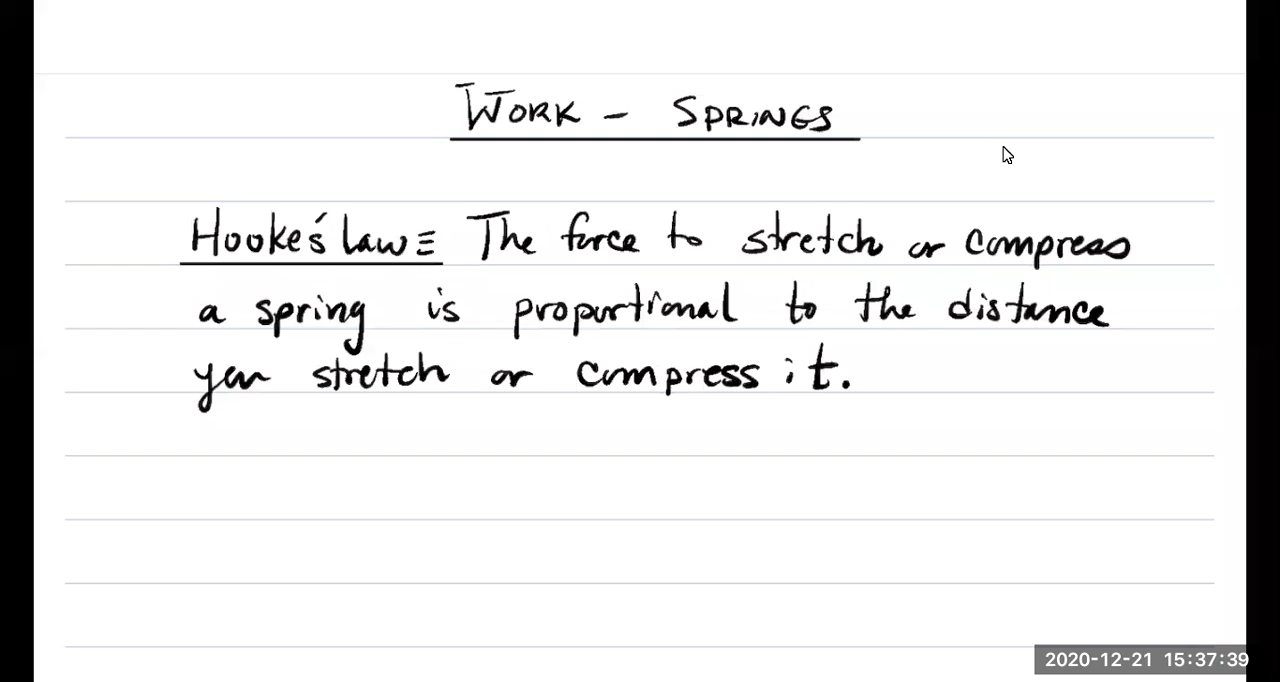 WORK - SPRINGS
Hooke's law ≡ The force to stretch or compress
a spring is proportional to the distance
you stretch or compress it.
2020-12-21 15:37:39